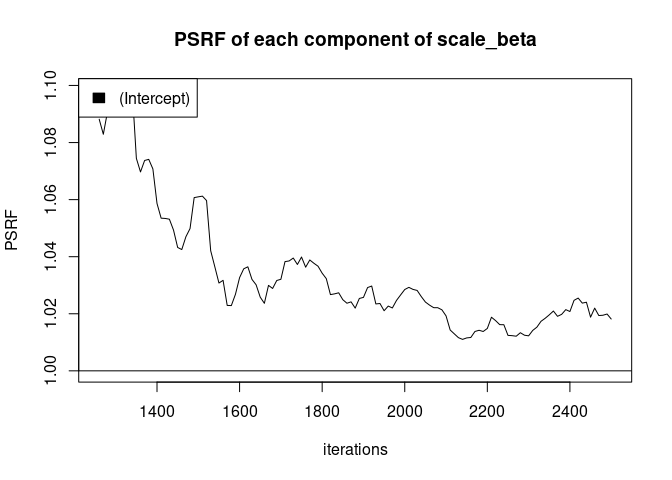 PSRF of each component of scale_beta
(Intercept)
PSRF
1.10
1.08
1.06
1.04
1.02
1.00
1400 1600 1800 2000 2200 2400
iterations